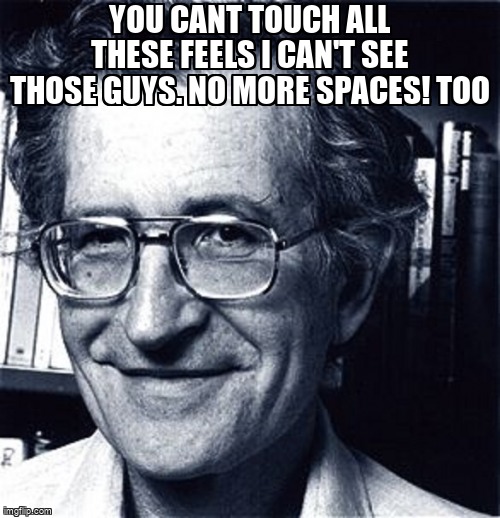 YOU CANT TOUCH ALL
THESE FEELS I CAN'T SEE
THOSE GUYS. NO MORE SPACES! TOO
imgflip.com